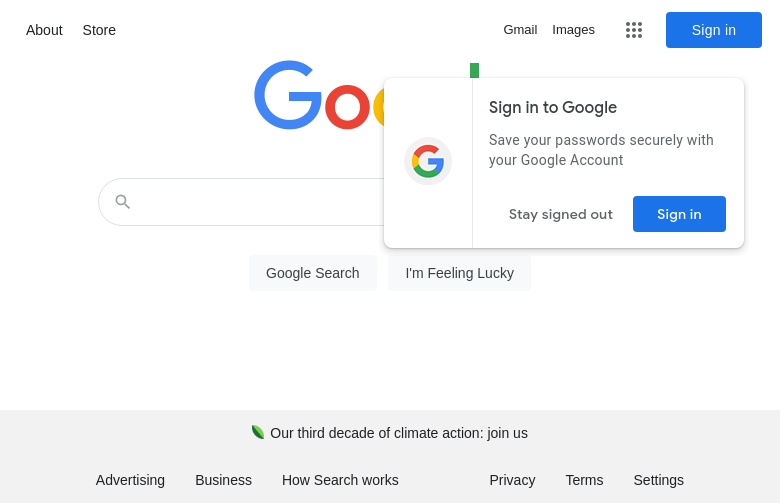 About Store Gmail Images Sign in
Goo
Sign in to Google
Save your passwords securely with
your Google Account
Stay signed out Sign in
Google Search I'm Feeling Lucky
Our third decade of climate action: join us
Advertising Business How Search works Privacy Terms Settings